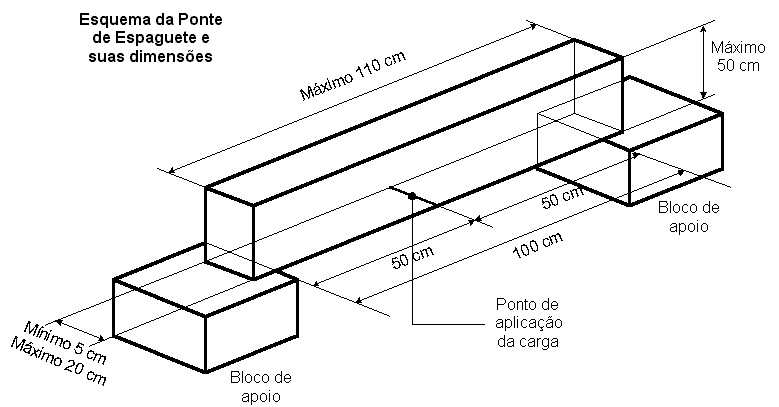 Esquema da Ponte
de Espaguete e
suas dimensões
Máximo 110 cm
Máximo
50 cm
50 cm
Bloco de
apoio
100 cm
50 cm
Ponto de
aplicação
da carga
Mínimo 5 cm
Máximo 20 cm
Bloco de
apoio